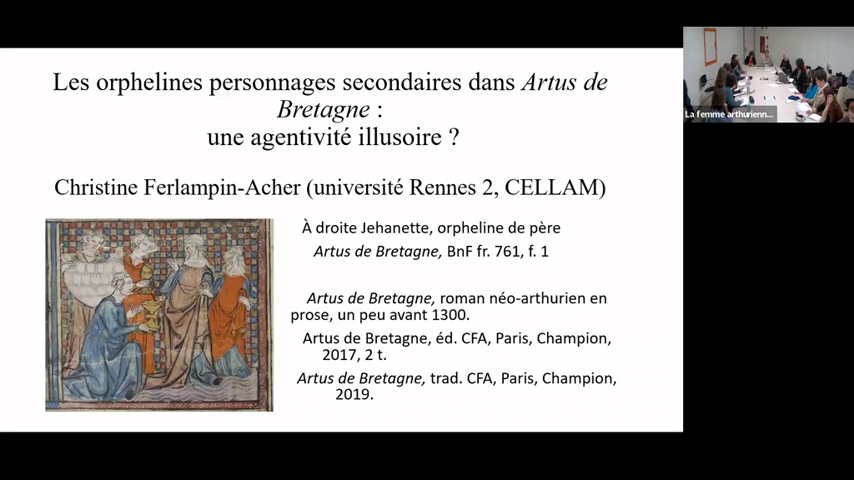 Les orphelines personnages secondaires dans Artus de
Bretagne :
une agentivité illusoire ?
Christine Ferlampin-Acher (université Rennes 2, CELLAM)
À droite Jehanette, orpheline de père
Artus de Bretagne, BnF fr. 761, f. 1
Artus de Bretagne, roman néo-arthurien en
prose, un peu avant 1300.
Artus de Bretagne, éd. CFA, Paris, Champion,
2017, 2 t.
Artus de Bretagne, trad. CFA, Paris, Champion,
2019.
La femme arthurienn...